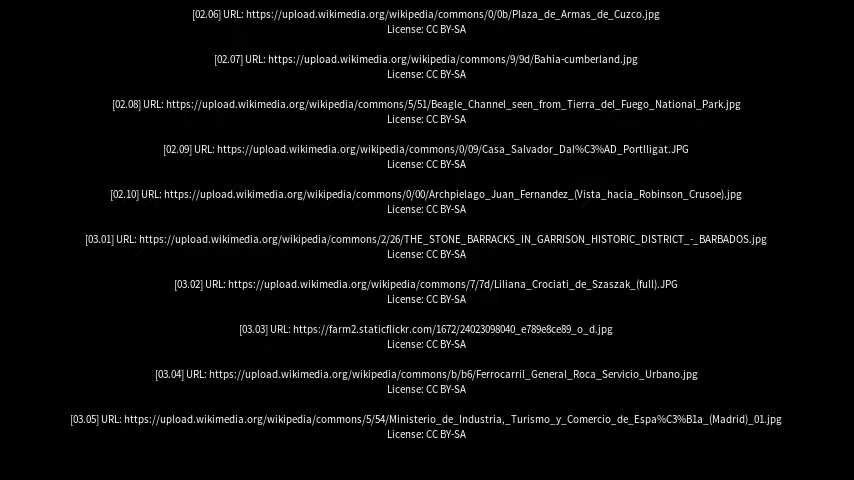 [02.06] URL: https://upload.wikimedia.org/wikipedia/commons/0/0b/Plaza_de_Armas_de_Cuzco.jpg
License: CC BY-SA
[02.07] URL: https://upload.wikimedia.org/wikipedia/commons/9/9d/Bahia-cumberland.jpg
License: CC BY-SA
[02.08] URL: https://upload.wikimedia.org/wikipedia/commons/5/51/Beagle_Channel_seen_from_Tierra_del_Fuego_National_Park.jpg
License: CC BY-SA
[02.09] URL: https://upload.wikimedia.org/wikipedia/commons/0/09/Casa_Salvador_Dal%C3%AD_Portlligat.JPG
License: CC BY-SA
[02.10] URL: https://upload.wikimedia.org/wikipedia/commons/0/00/Archpielago_Juan_Fernandez_(Vista_hacia_Robinson_Crusoe).jpg
License: CC BY-SA
[03.01] URL: https://upload.wikimedia.org/wikipedia/commons/2/26/THE_STONE_BARRACKS_IN_GARRISON_HISTORIC_DISTRICT_-_BARBADOS.jpg
License: CC BY-SA
[03.02] URL: https://upload.wikimedia.org/wikipedia/commons/7/7d/Liliana_Crociati_de_Szaszak_(full).JPG
License: CC BY-SA
[03.03] URL: https://farm2.staticflickr.com/1672/24023098040_e789e8ce89_o_d.jpg
License: CC BY-SA
[03.04] URL: https://upload.wikimedia.org/wikipedia/commons/b/b6/Ferrocarril_General_Roca_Servicio_Urbano.jpg
License: CC BY-SA
[03.05] URL: https://upload.wikimedia.org/wikipedia/commons/5/54/Ministerio_de_Industria,_Turismo_y_Comercio_de_Espa%C3%B1a_(Madrid)_01.jpg
License: CC BY-SA